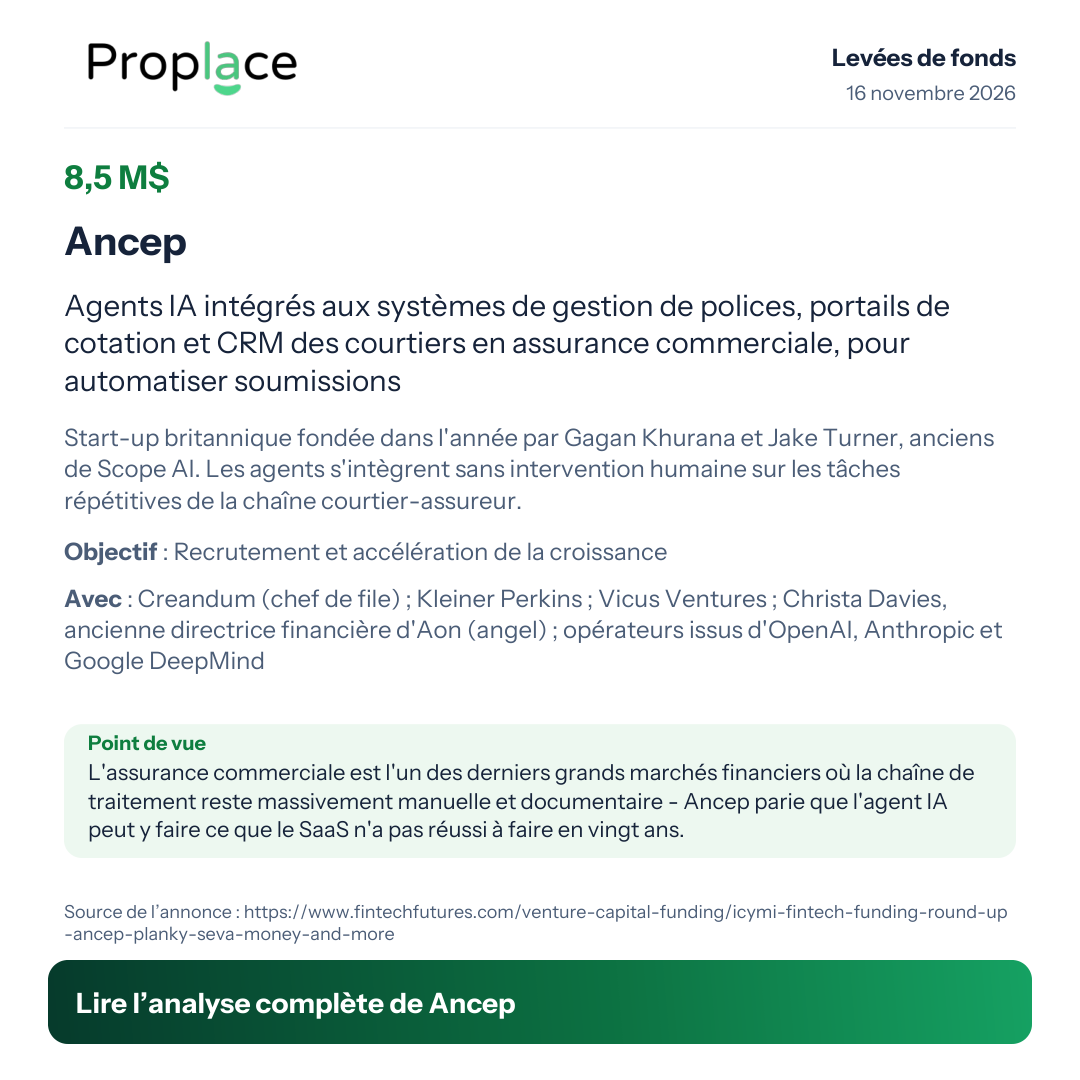 Proplace
Levées de fonds
16 novembre 2026
8,5 M$
Ancep
Agents IA intégrés aux systèmes de gestion de polices, portails de
cotation et CRM des courtiers en assurance commerciale, pour
automatiser soumissions
Start-up britannique fondée dans l'année par Gagan Khurana et Jake Turner, anciens
de Scope AI. Les agents s'intègrent sans intervention humaine sur les tâches
répétitives de la chaîne courtier-assureur.
Objectif : Recrutement et accélération de la croissance
Avec : Creandum (chef de file) ; Kleiner Perkins ; Vicus Ventures ; Christa Davies,
ancienne directrice financière d'Aon (angel) ; opérateurs issus d'OpenAI, Anthropic et
Google DeepMind
Point de vue
L'assurance commerciale est l'un des derniers grands marchés financiers où la chaîne de
traitement reste massivement manuelle et documentaire - Ancep parie que l'agent IA
peut y faire ce que le SaaS n'a pas réussi à faire en vingt ans.
Source de l’annonce : https://www.fintechfutures.com/venture-capital-funding/icymi-fintech-funding-round-up
-ancep-planky-seva-money-and-more
Lire l’analyse complète de Ancep